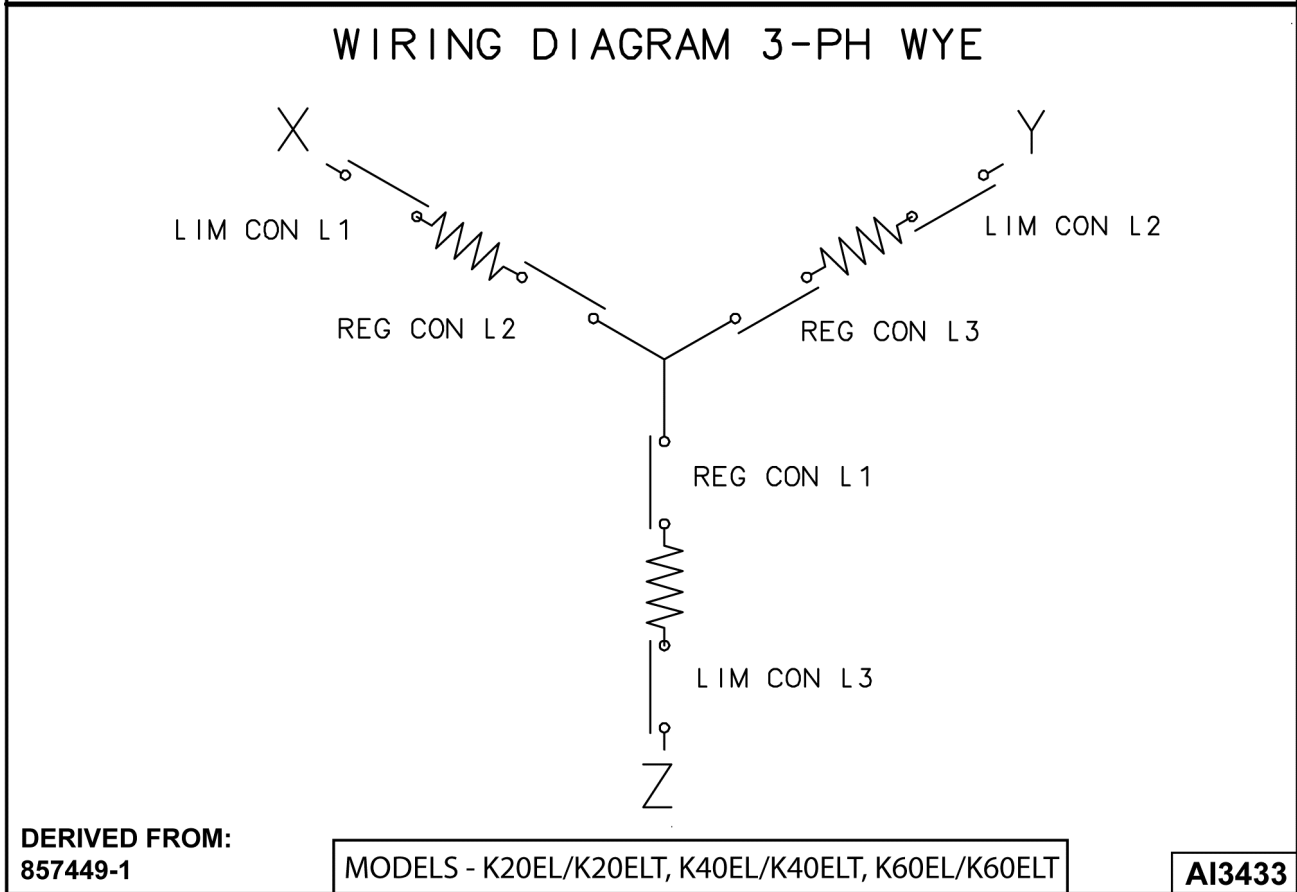 WIRING DIAGRAM 3-PH WYE
X
Y
LIM CON L1
LIM CON L2
REG CON L2
REG CON L3
REG CON L1
LIM CON L3
Z
DERIVED FROM:
857449-1
MODELS - K20EL/K20ELT, K40EL/K40ELT, K60EL/K60ELT
AI3433